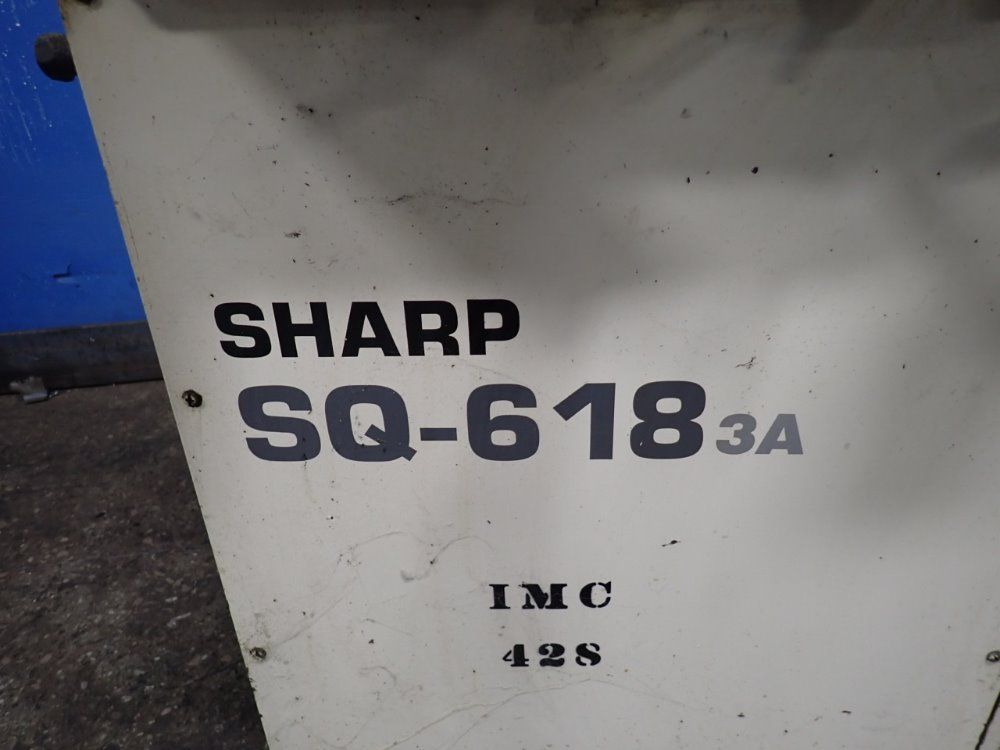 SHARP
SQ-618 3A
IMC
428